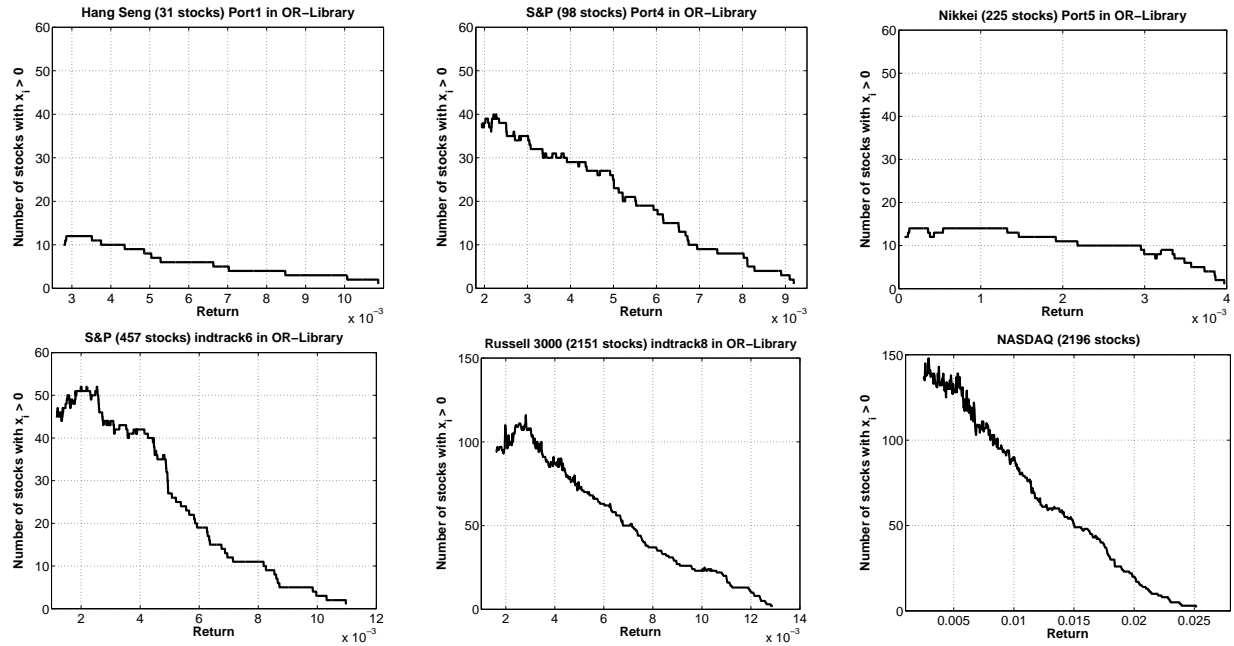 Hang Seng (31 stocks) Port1 in OR−Library
Number of stocks with x_i > 0
60
50
40
30
20
10
0
3 4 5 6 7 8 9 10
Return
x 10^−3
S&P (98 stocks) Port4 in OR−Library
Number of stocks with x_i > 0
60
50
40
30
20
10
0
2 3 4 5 6 7 8 9
Return
x 10^−3
Nikkei (225 stocks) Port5 in OR−Library
Number of stocks with x_i > 0
60
50
40
30
20
10
0
0 1 2 3 4
Return
x 10^−3
S&P (457 stocks) indtrack6 in OR−Library
Number of stocks with x_i > 0
60
50
40
30
20
10
0
2 4 6 8 10 12
Return
x 10^−3
Russell 3000 (2151 stocks) indtrack8 in OR−Library
Number of stocks with x_i > 0
150
100
50
0
2 4 6 8 10 12 14
Return
x 10^−3
NASDAQ (2196 stocks)
Number of stocks with x_i > 0
150
100
50
0
0.005 0.01 0.015 0.02 0.025
Return